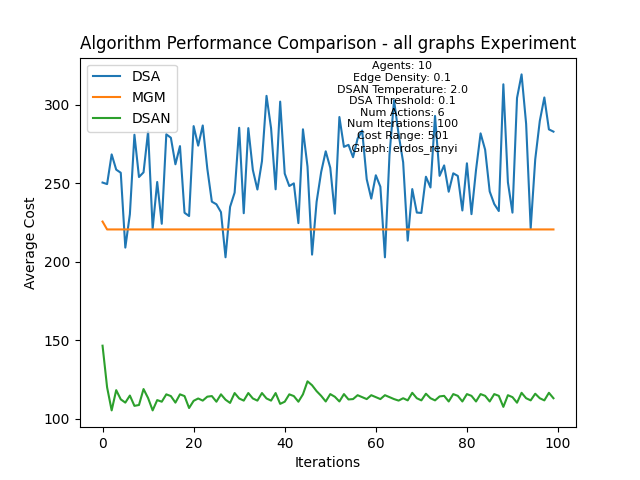 Algorithm Performance Comparison - all graphs Experiment
DSA
MGM
DSAN
Agents: 10
Edge Density: 0.1
DSAN Temperature: 2.0
DSA Threshold: 0.1
Num Actions: 6
Num Iterations: 100
Cost Range: 501
Graph: erdos_renyi
Average Cost
300
250
200
150
100
0 20 40 60 80 100
Iterations